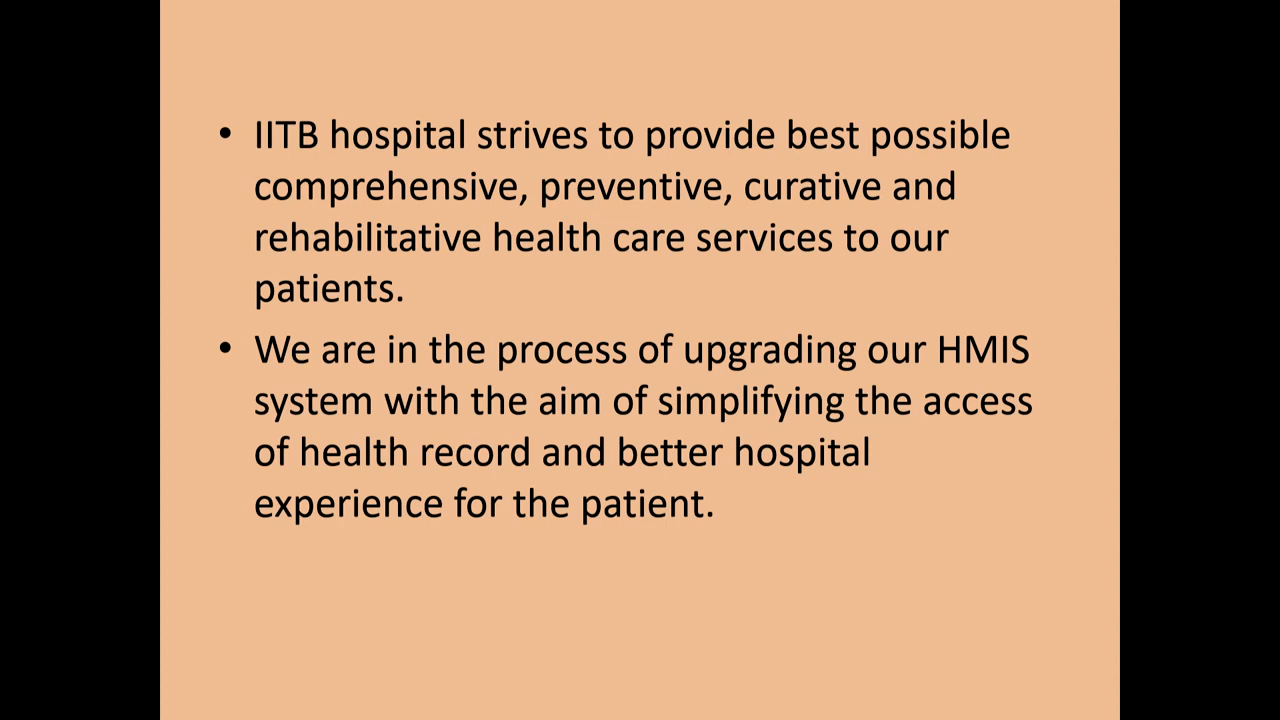 • IITB hospital strives to provide best possible
comprehensive, preventive, curative and
rehabilitative health care services to our
patients.
• We are in the process of upgrading our HMIS
system with the aim of simplifying the access
of health record and better hospital
experience for the patient.